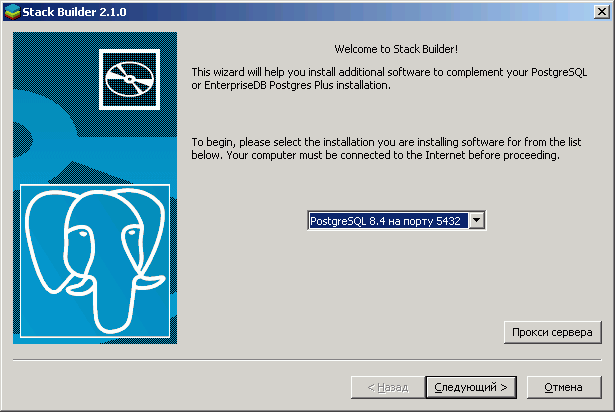 Stack Builder 2.1.0
Welcome to Stack Builder!
This wizard will help you install additional software to complement your PostgreSQL
or EnterpriseDB Postgres Plus installation.
To begin, please select the installation you are installing software for from the list
below. Your computer must be connected to the Internet before proceeding.
PostgreSQL 8.4 на порту 5432
Прокси сервера
< Назад
Следующий >
Отмена